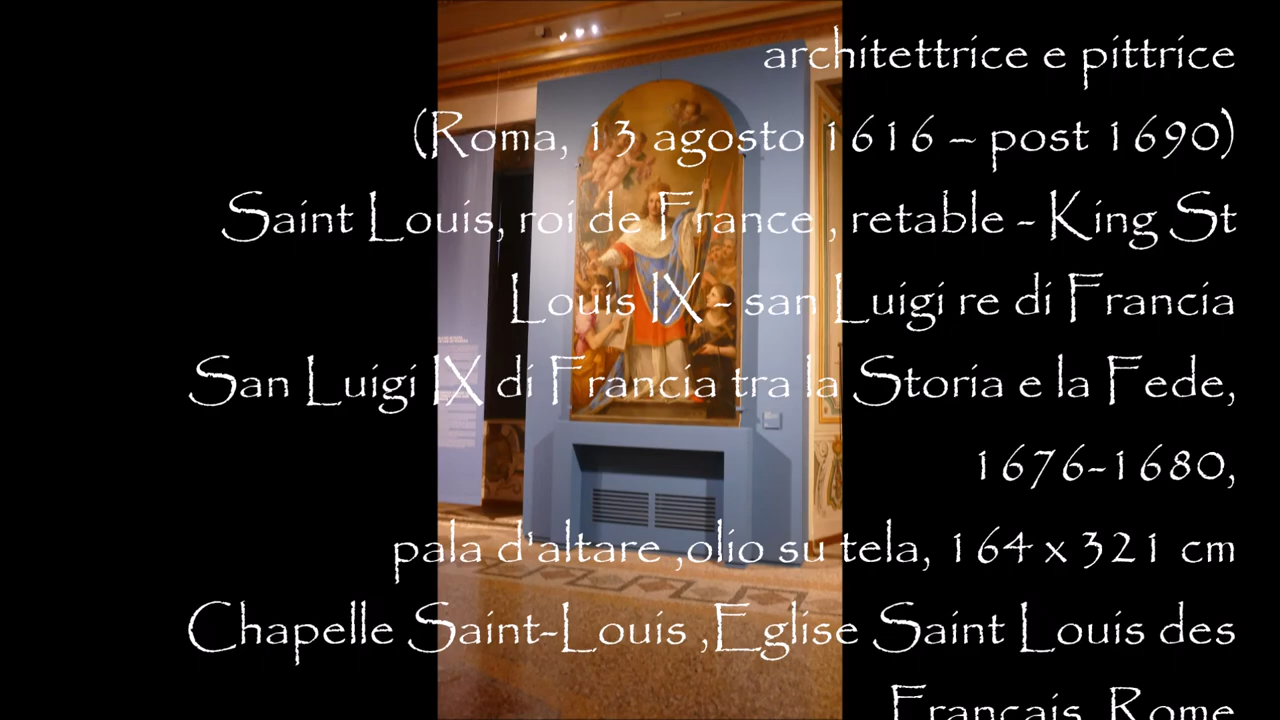 architettrice e pittrice
(Roma, 13 agosto 1616 – post 1690)
Saint Louis, roi de France , retable - King St
Louis IX - san Luigi re di Francia
San Luigi IX di Francia tra la Storia e la Fede,
1676-1680,
pala d'altare ,olio su tela, 164 x 321 cm
Chapelle Saint-Louis ,Eglise Saint Louis des
Français, Rome